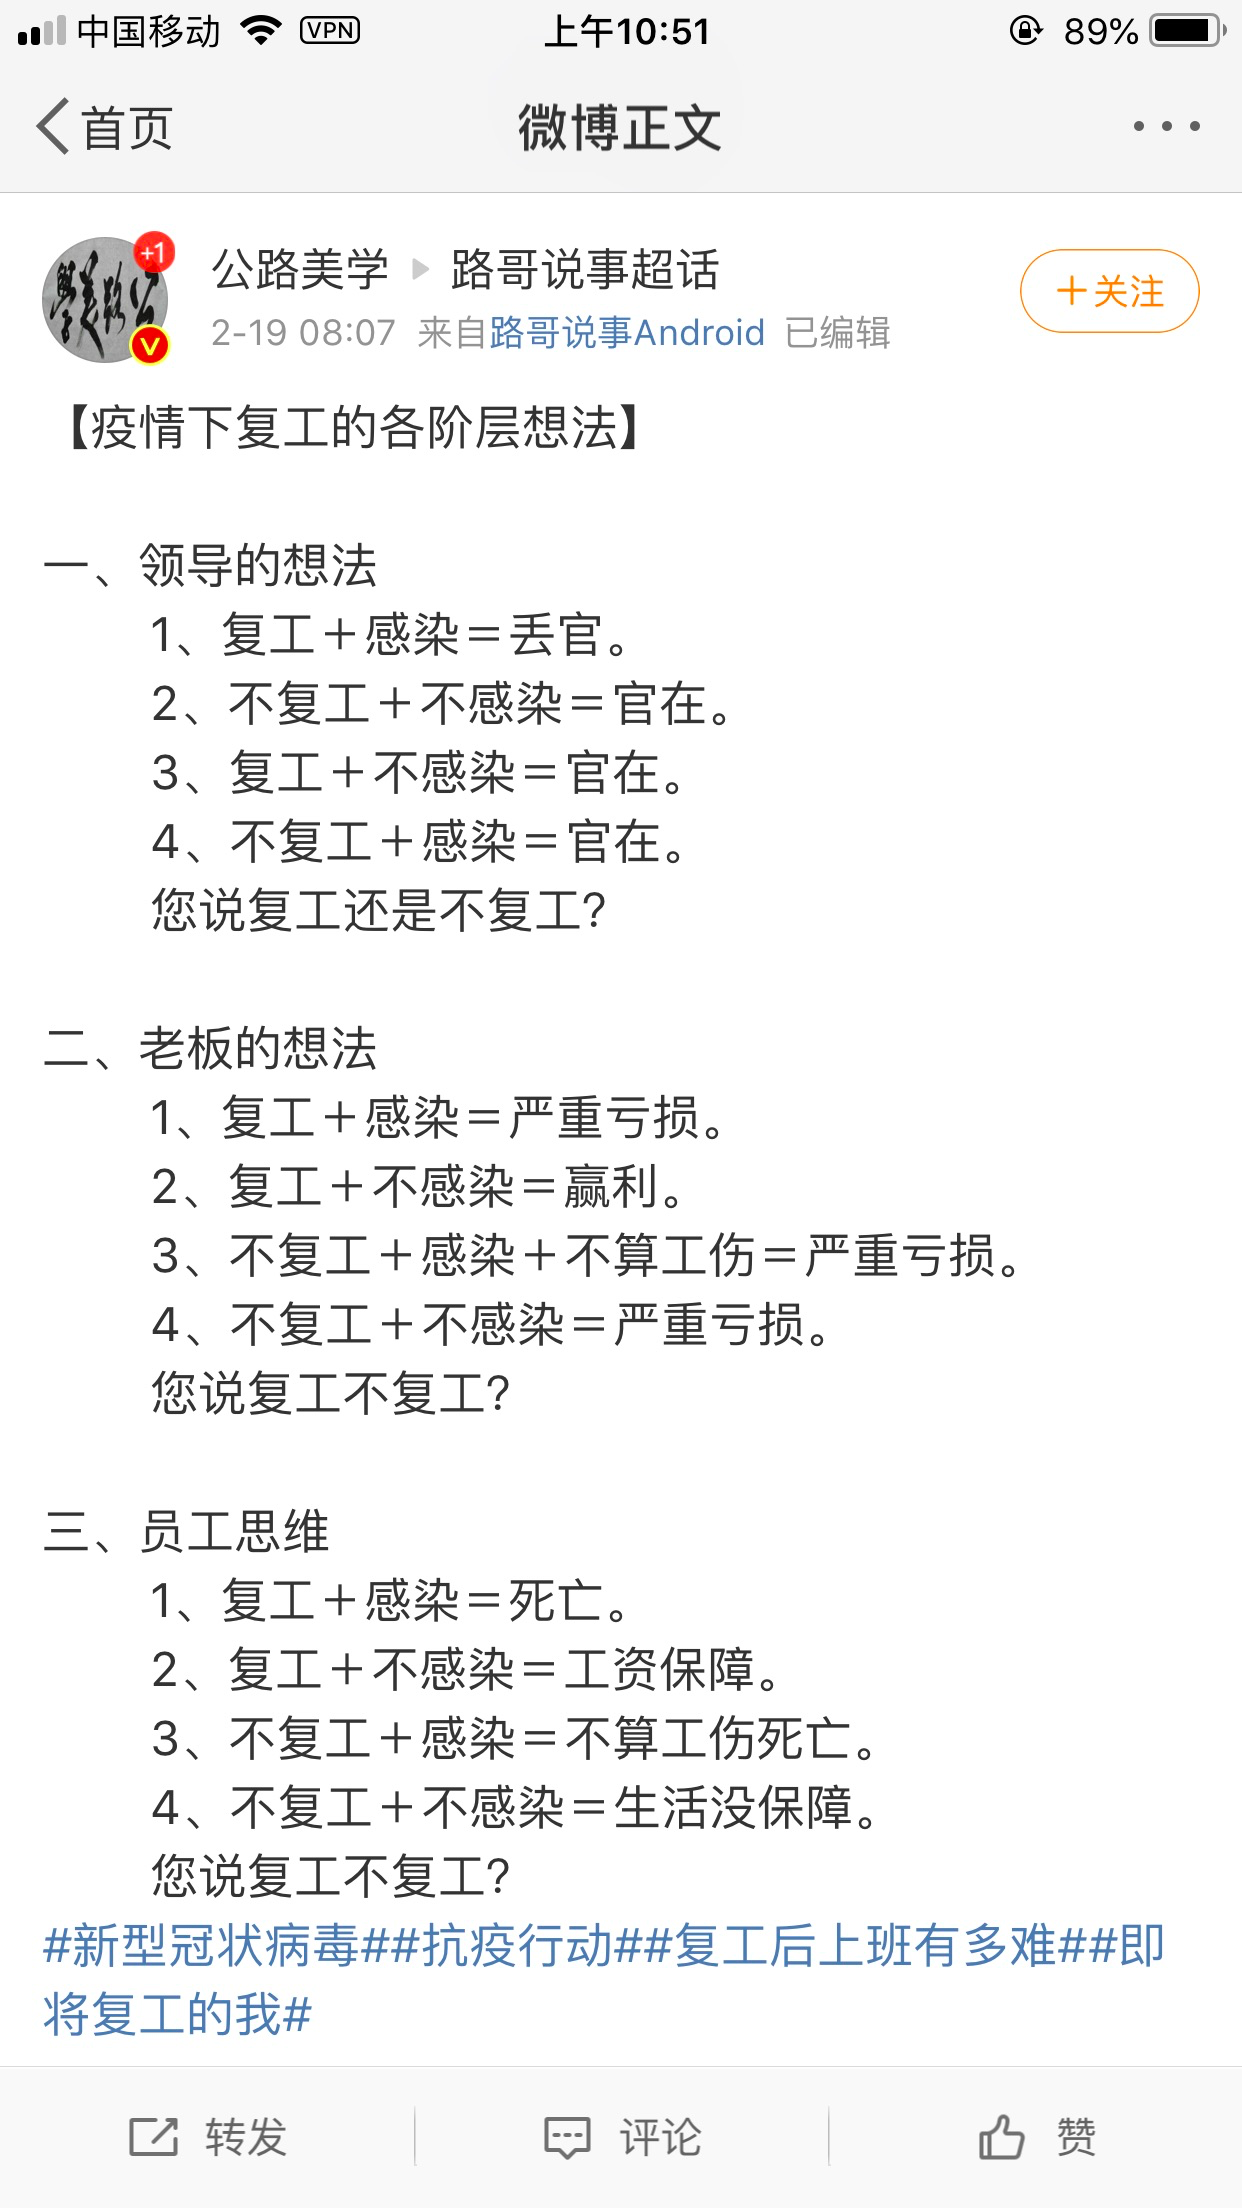 中国移动 VPN 上午10:51 89%
首页 微博正文
+1
公路美学 路哥说事超话
＋关注
2-19 08:07 来自路哥说事Android 已编辑
【疫情下复工的各阶层想法】
一、领导的想法
1、复工＋感染＝丢官。
2、不复工＋不感染＝官在。
3、复工＋不感染＝官在。
4、不复工＋感染＝官在。
您说复工还是不复工?
二、老板的想法
1、复工＋感染＝严重亏损。
2、复工＋不感染＝赢利。
3、不复工＋感染＋不算工伤＝严重亏损。
4、不复工＋不感染＝严重亏损。
您说复工不复工?
三、员工思维
1、复工＋感染＝死亡。
2、复工＋不感染＝工资保障。
3、不复工＋感染＝不算工伤死亡。
4、不复工＋不感染＝生活没保障。
您说复工不复工?
#新型冠状病毒##抗疫行动##复工后上班有多难##即
将复工的我#
转发 评论 赞